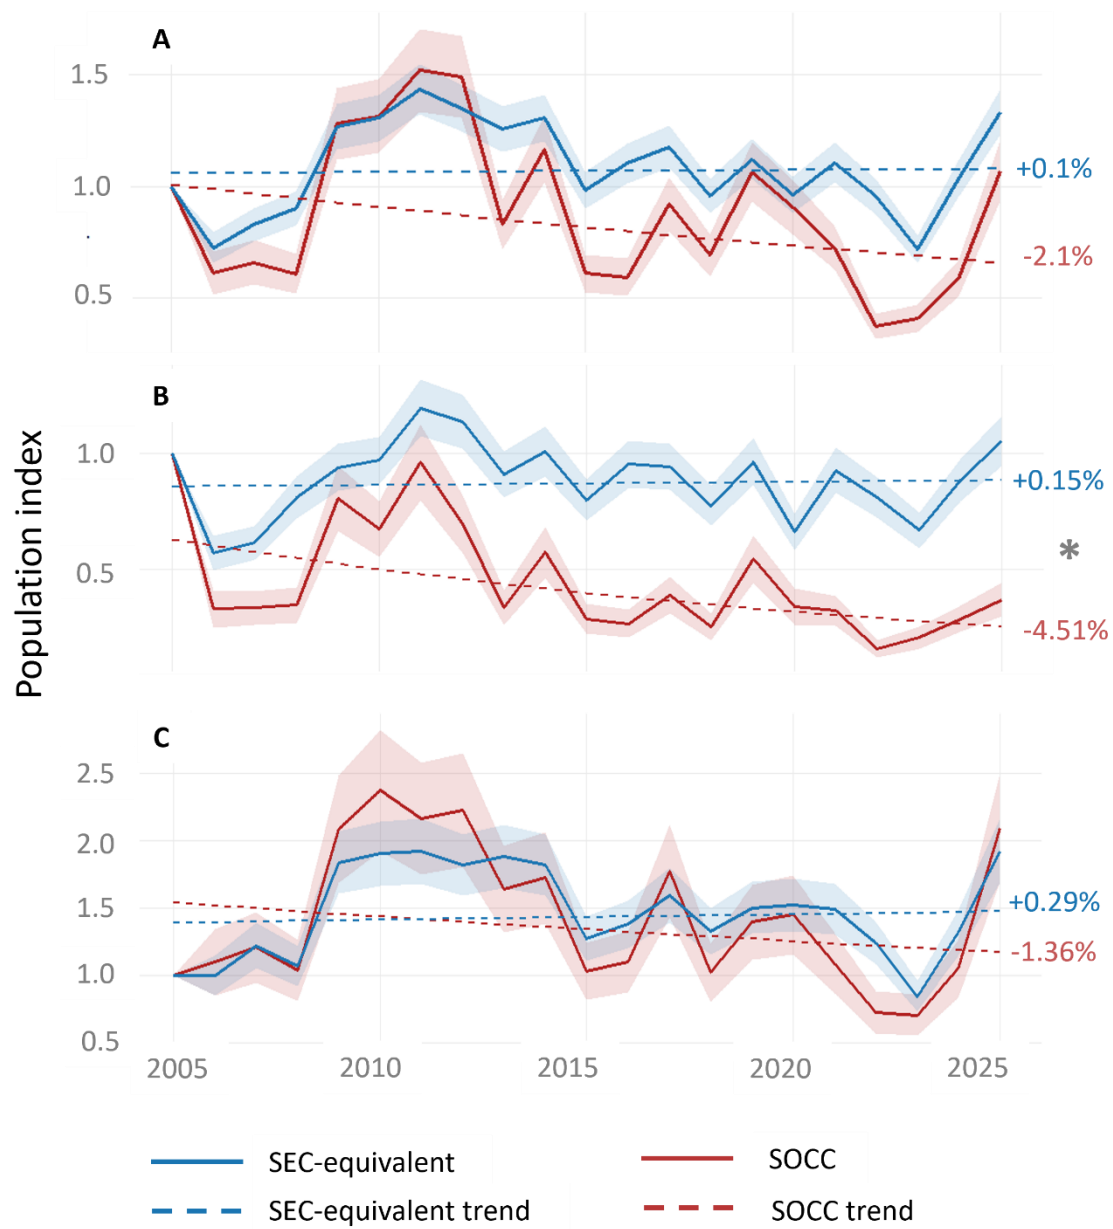 A
1.5
1.0
0.5
+0.1%
-2.1%
B
1.0
0.5
+0.15%
*
-4.51%
Population index
C
2.5
2.0
1.5
1.0
0.5
+0.29%
-1.36%
2005 2010 2015 2020 2025
SEC-equivalent SOCC
SEC-equivalent trend SOCC trend